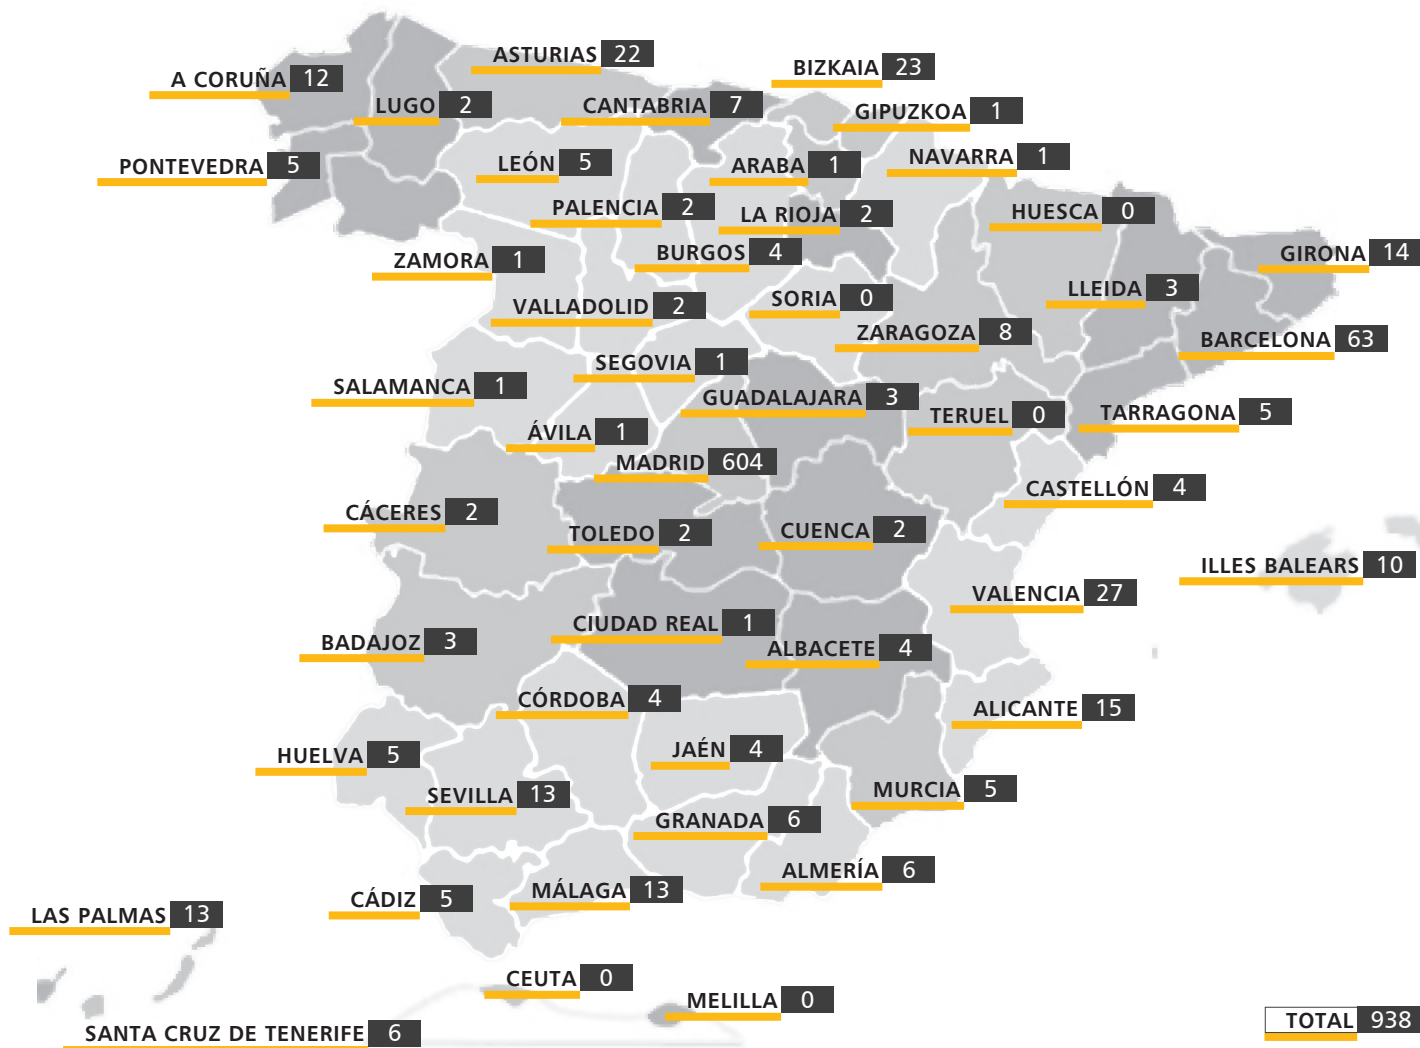 ASTURIAS 22
BIZKAIA 23
A CORUÑA 12
LUGO 2
CANTABRIA 7
GIPUZKOA 1
PONTEVEDRA 5
LEÓN 5
ARABA 1
NAVARRA 1
PALENCIA 2
LA RIOJA 2
HUESCA 0
ZAMORA 1
BURGOS 4
GIRONA 14
VALLADOLID 2
SORIA 0
LLEIDA 3
ZARAGOZA 8
BARCELONA 63
SEGOVIA 1
SALAMANCA 1
GUADALAJARA 3
TERUEL 0
TARRAGONA 5
ÁVILA 1
MADRID 604
CASTELLÓN 4
CÁCERES 2
TOLEDO 2
CUENCA 2
ILLES BALEARS 10
VALENCIA 27
CIUDAD REAL 1
BADAJOZ 3
ALBACETE 4
CÓRDOBA 4
ALICANTE 15
HUELVA 5
JAÉN 4
SEVILLA 13
MURCIA 5
GRANADA 6
ALMERÍA 6
CÁDIZ 5
MÁLAGA 13
LAS PALMAS 13
CEUTA 0
MELILLA 0
SANTA CRUZ DE TENERIFE 6
TOTAL 938